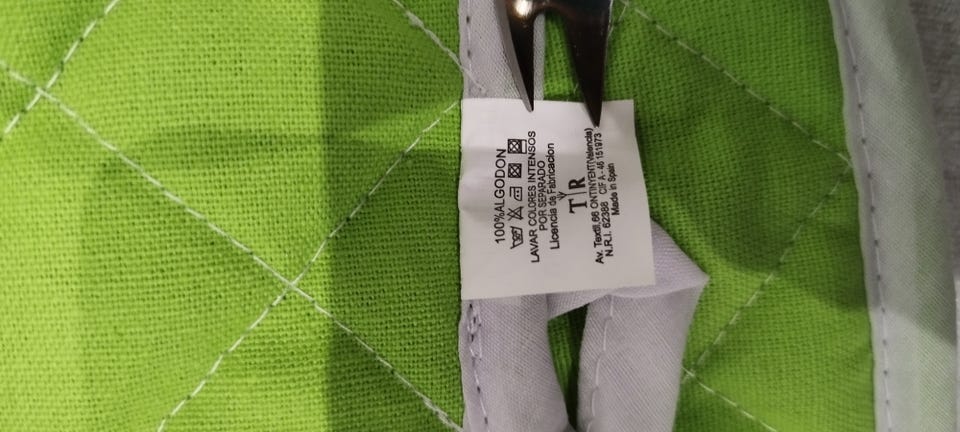 100%ALGODON
LAVAR COLORES INTENSOS
POR SEPARADO
Licencia de Fabricacion
T R
Av. Textil,66 ONTINYENT(Valencia)
N.R.I. 62388 CIF A - 46 151973
Made in Spain